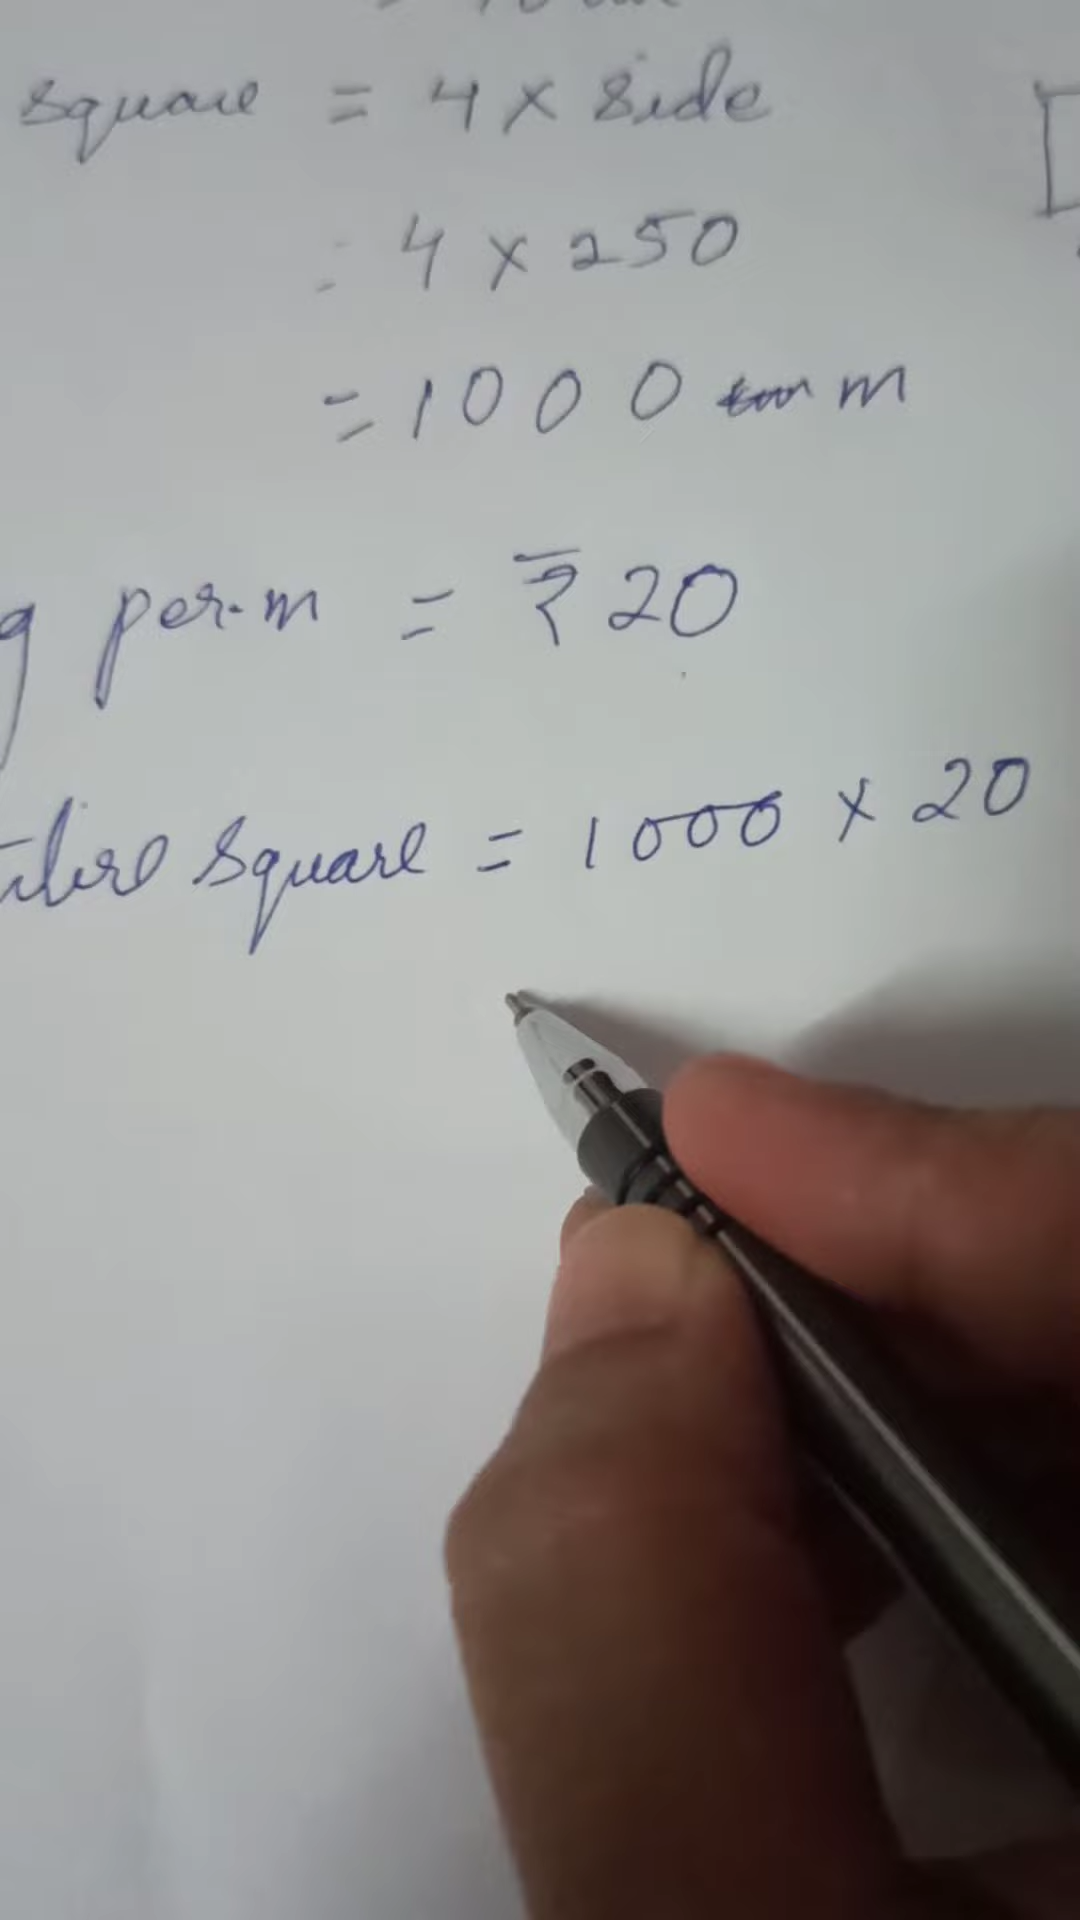 square = 4 × side
= 4 × 250
= 1000 m
g per m = ₹ 20
square = 1000 × 20